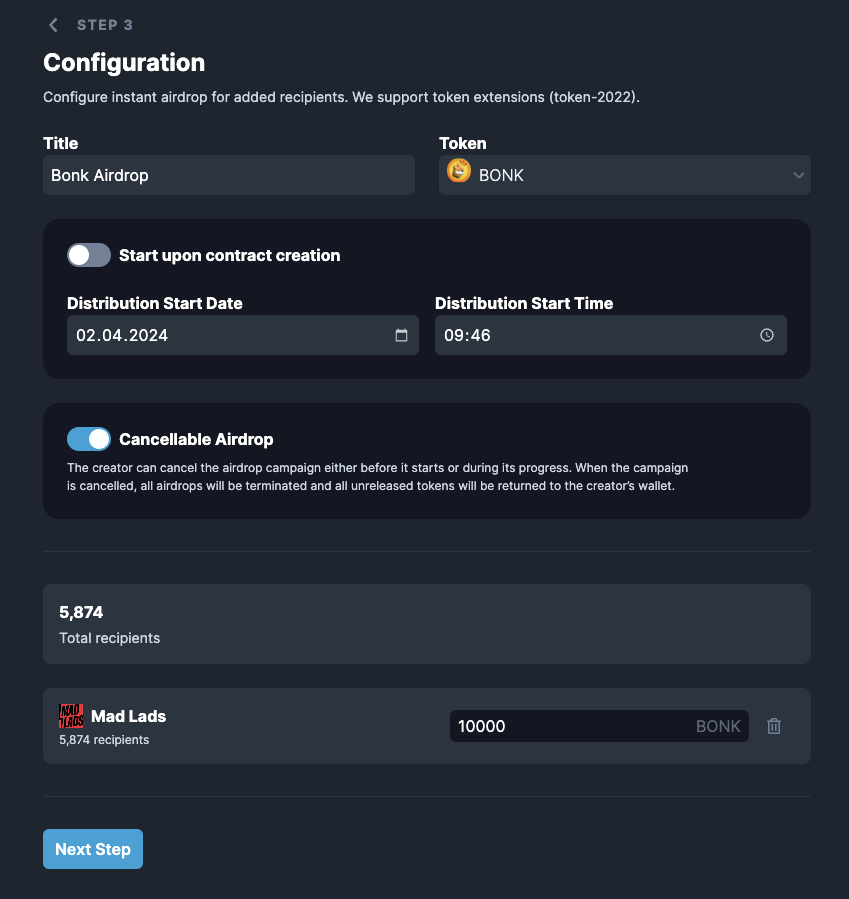 STEP 3
Configuration
Configure instant airdrop for added recipients. We support token extensions (token-2022).
Title
Token
Bonk Airdrop
BONK
Start upon contract creation
Distribution Start Date
Distribution Start Time
02.04.2024
09:46
Cancellable Airdrop
The creator can cancel the airdrop campaign either before it starts or during its progress. When the campaign
is cancelled, all airdrops will be terminated and all unreleased tokens will be returned to the creator's wallet.
5,874
Total recipients
MAD
LADS
Mad Lads
5,874 recipients
10000
BONK
Next Step